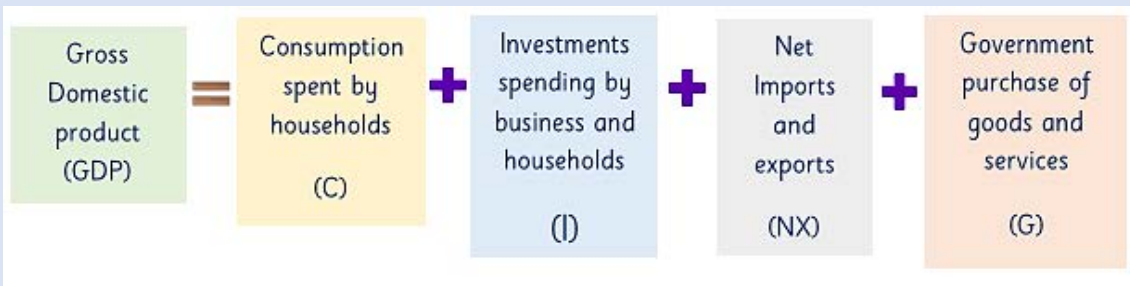 Gross
Domestic
product
(GDP)
=
Consumption
spent by
households
(C)
+
Investments
spending by
business and
households
(I)
+
Net
Imports
and
exports
(NX)
+
Government
purchase of
goods and
services
(G)